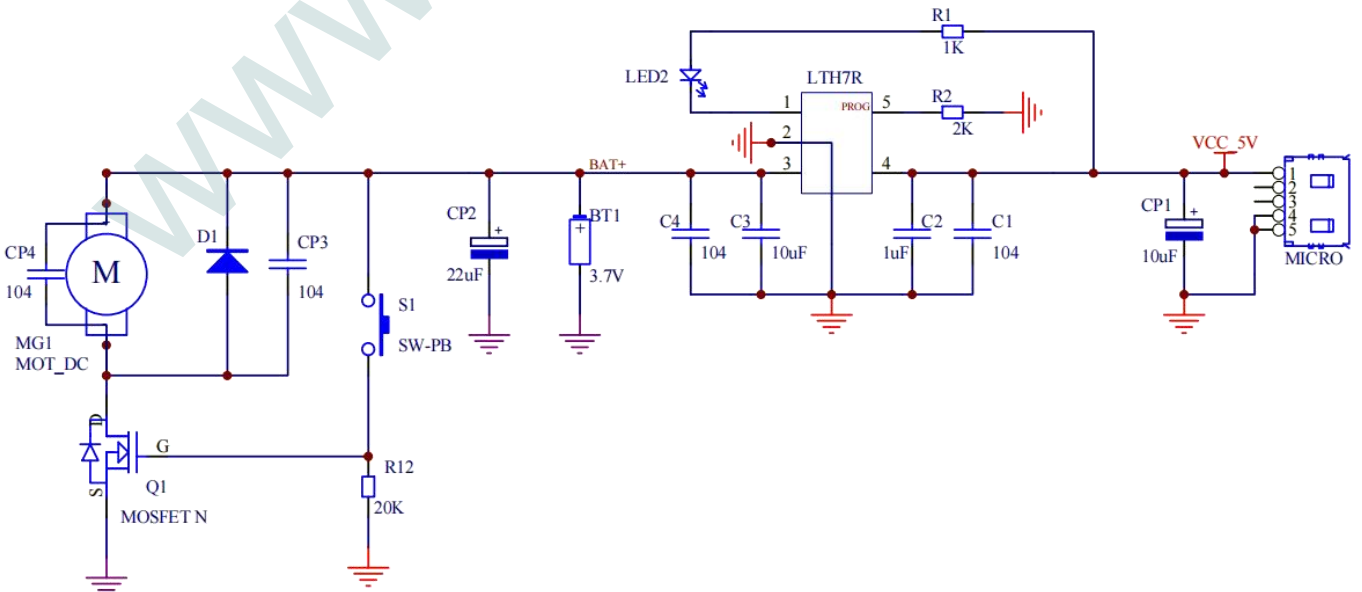 www
R1
1K
LED2
LTH7R
1
PROG
5
R2
2K
2
VCC_5V
BAT+
3
4
1
2
3
4
5
MICRO
CP2
+
22uF
BT1
+
3.7V
C4
104
C3
10uF
C2
1uF
C1
104
CP1
+
10uF
CP4
104
M
D1
CP3
104
S1
SW-PB
MG1
MOT_DC
D
G
S
Q1
MOSFET N
R12
20K